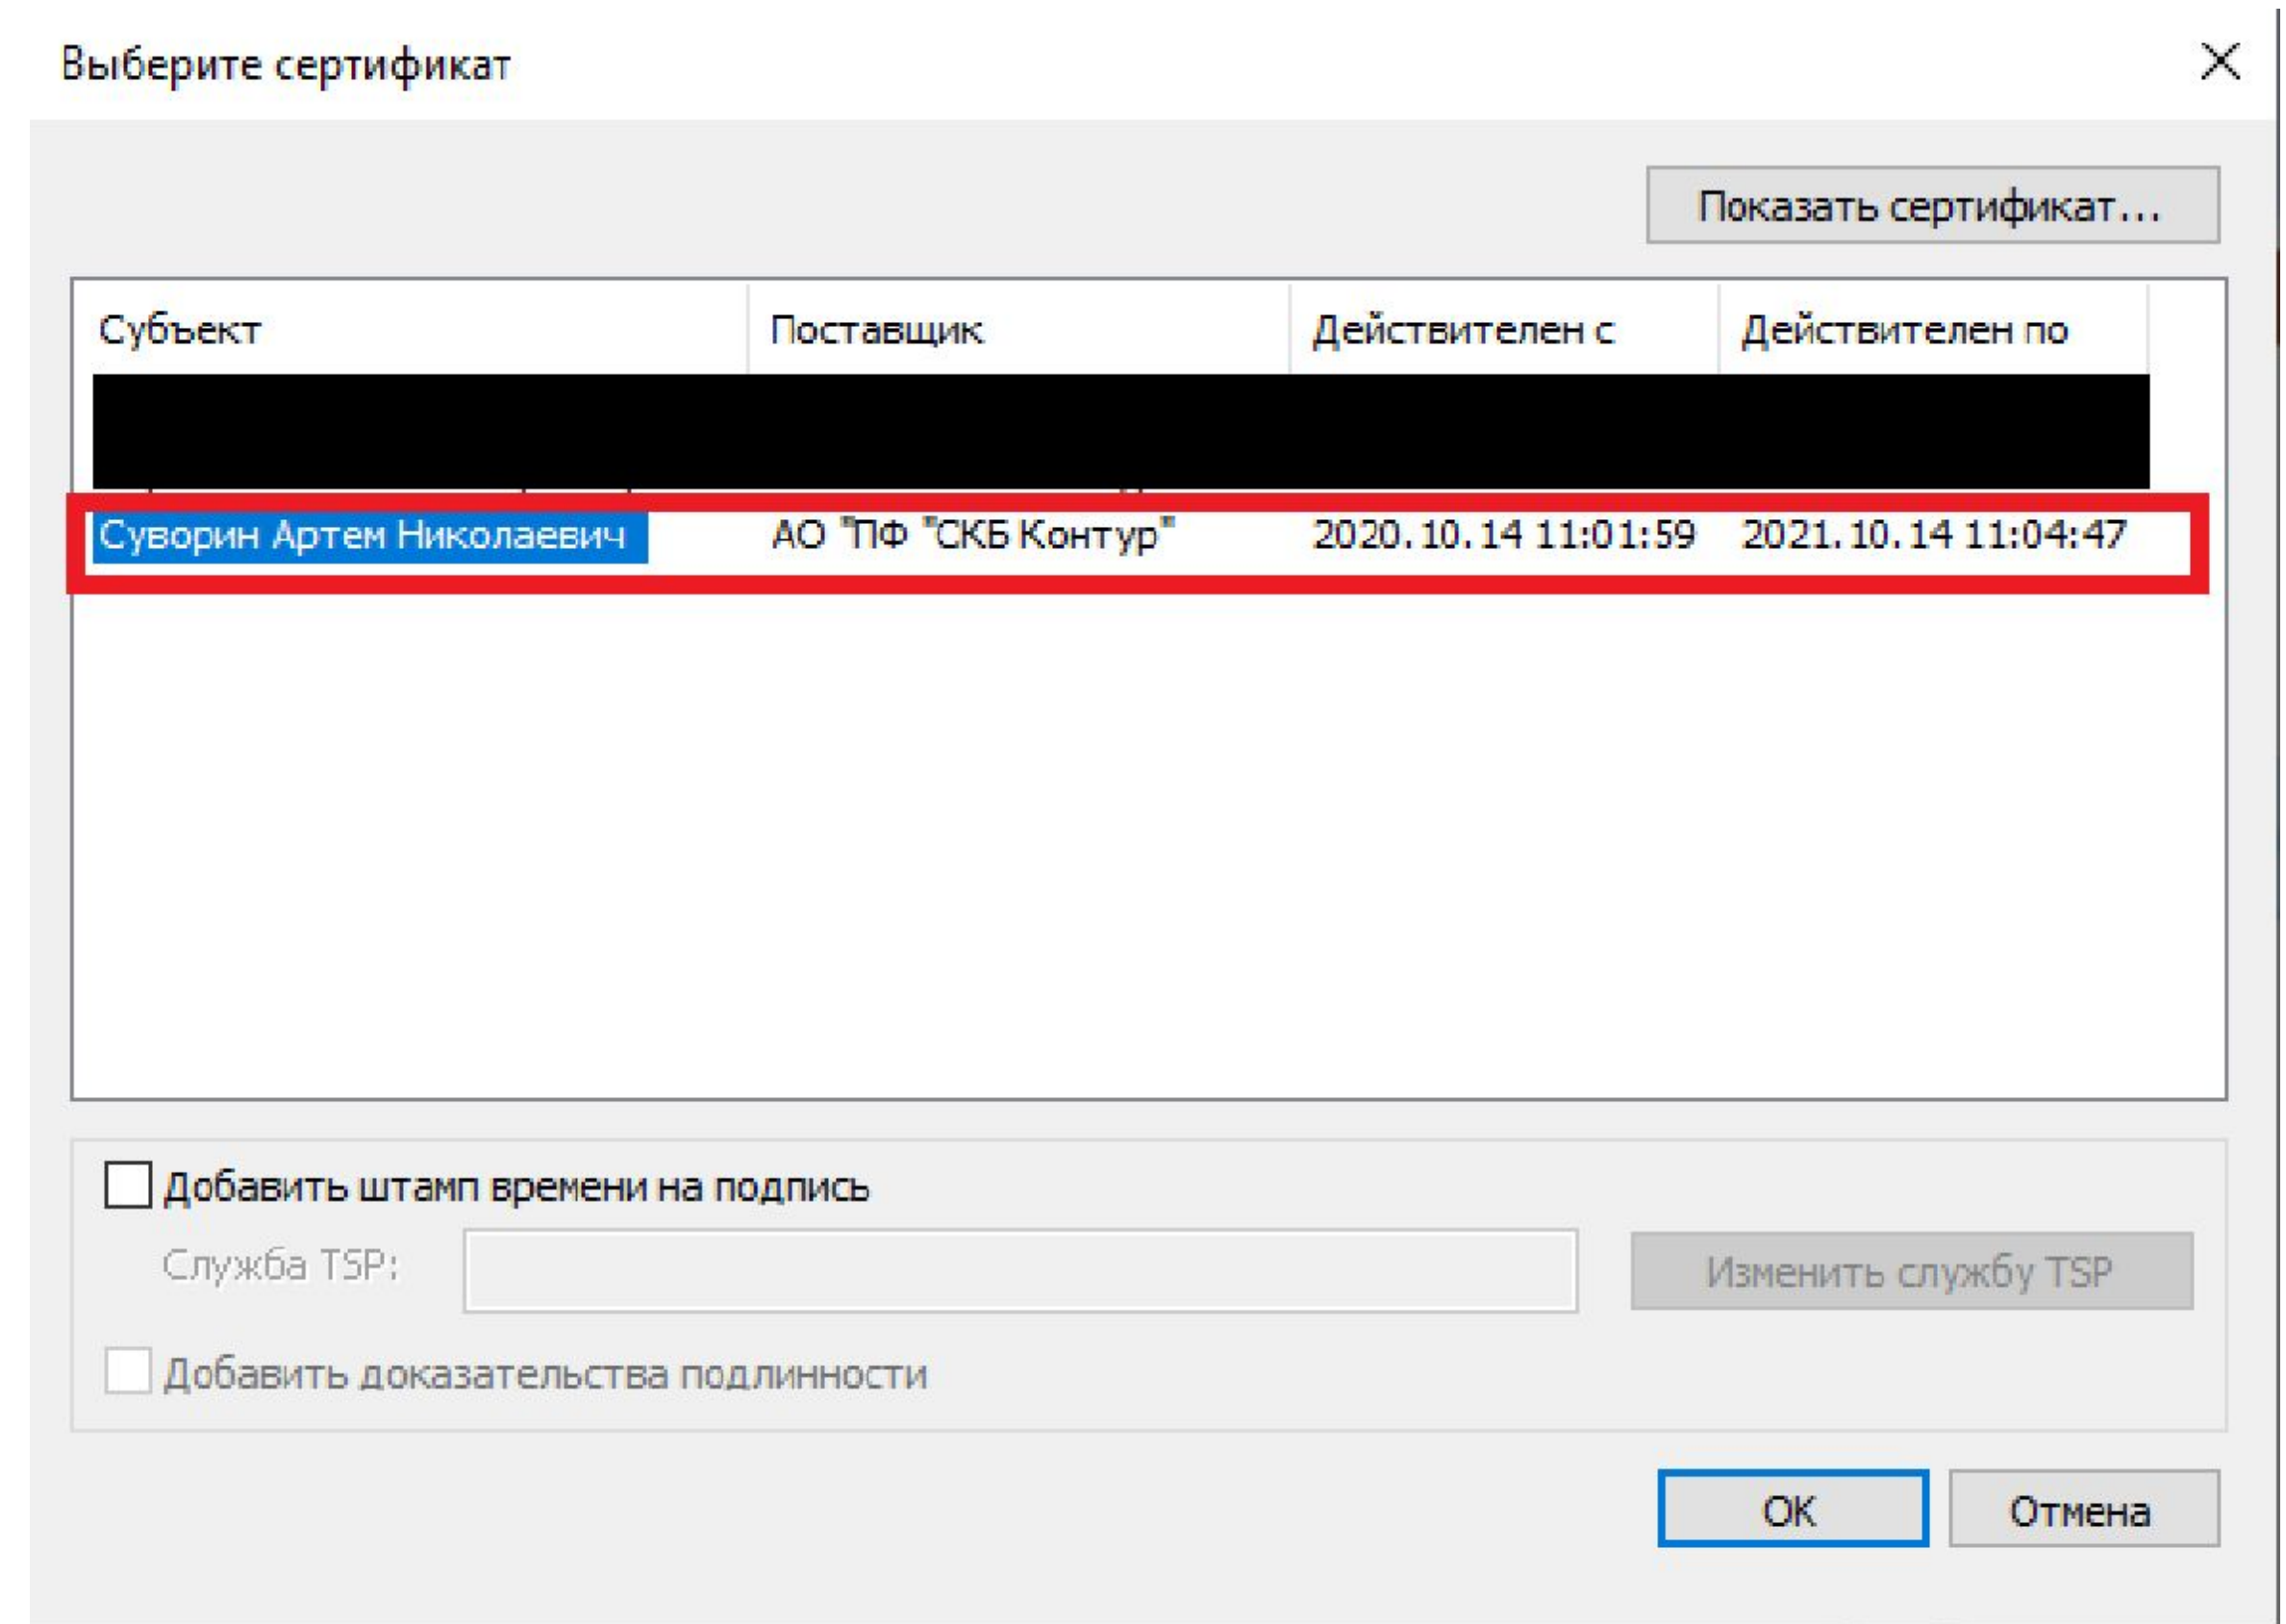 Выберите сертификат
Показать сертификат...
Субъект Поставщик Действителен с Действителен по
Суворин Артем Николаевич АО "ПФ "СКБ Контур" 2020.10.14 11:01:59 2021.10.14 11:04:47
Добавить штамп времени на подпись
Служба TSP: Изменить службу TSP
Добавить доказательства подлинности
ОК Отмена